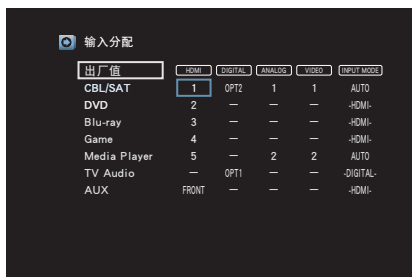 输入分配
出厂值 HDMI DIGITAL ANALOG VIDEO INPUT MODE
CBL/SAT 1 OPT2 1 1 AUTO
DVD 2 — — — -HDMI-
Blu-ray 3 — — — -HDMI-
Game 4 — — — -HDMI-
Media Player 5 — 2 2 AUTO
TV Audio — OPT1 — — -DIGITAL-
AUX FRONT — — — -HDMI-